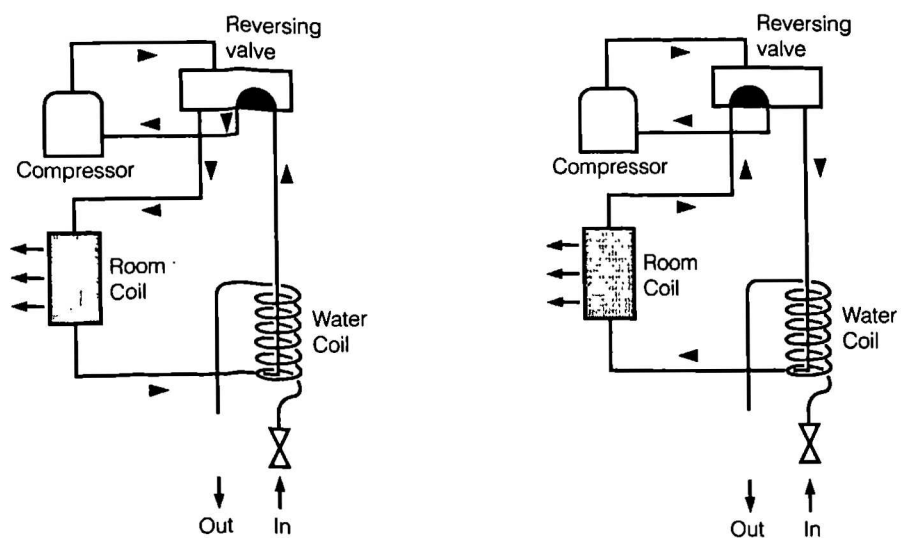 Reversing
valve
Compressor
Room
Coil
Water
Coil
Out
In
Reversing
valve
Compressor
Room
Coil
Water
Coil
Out
In